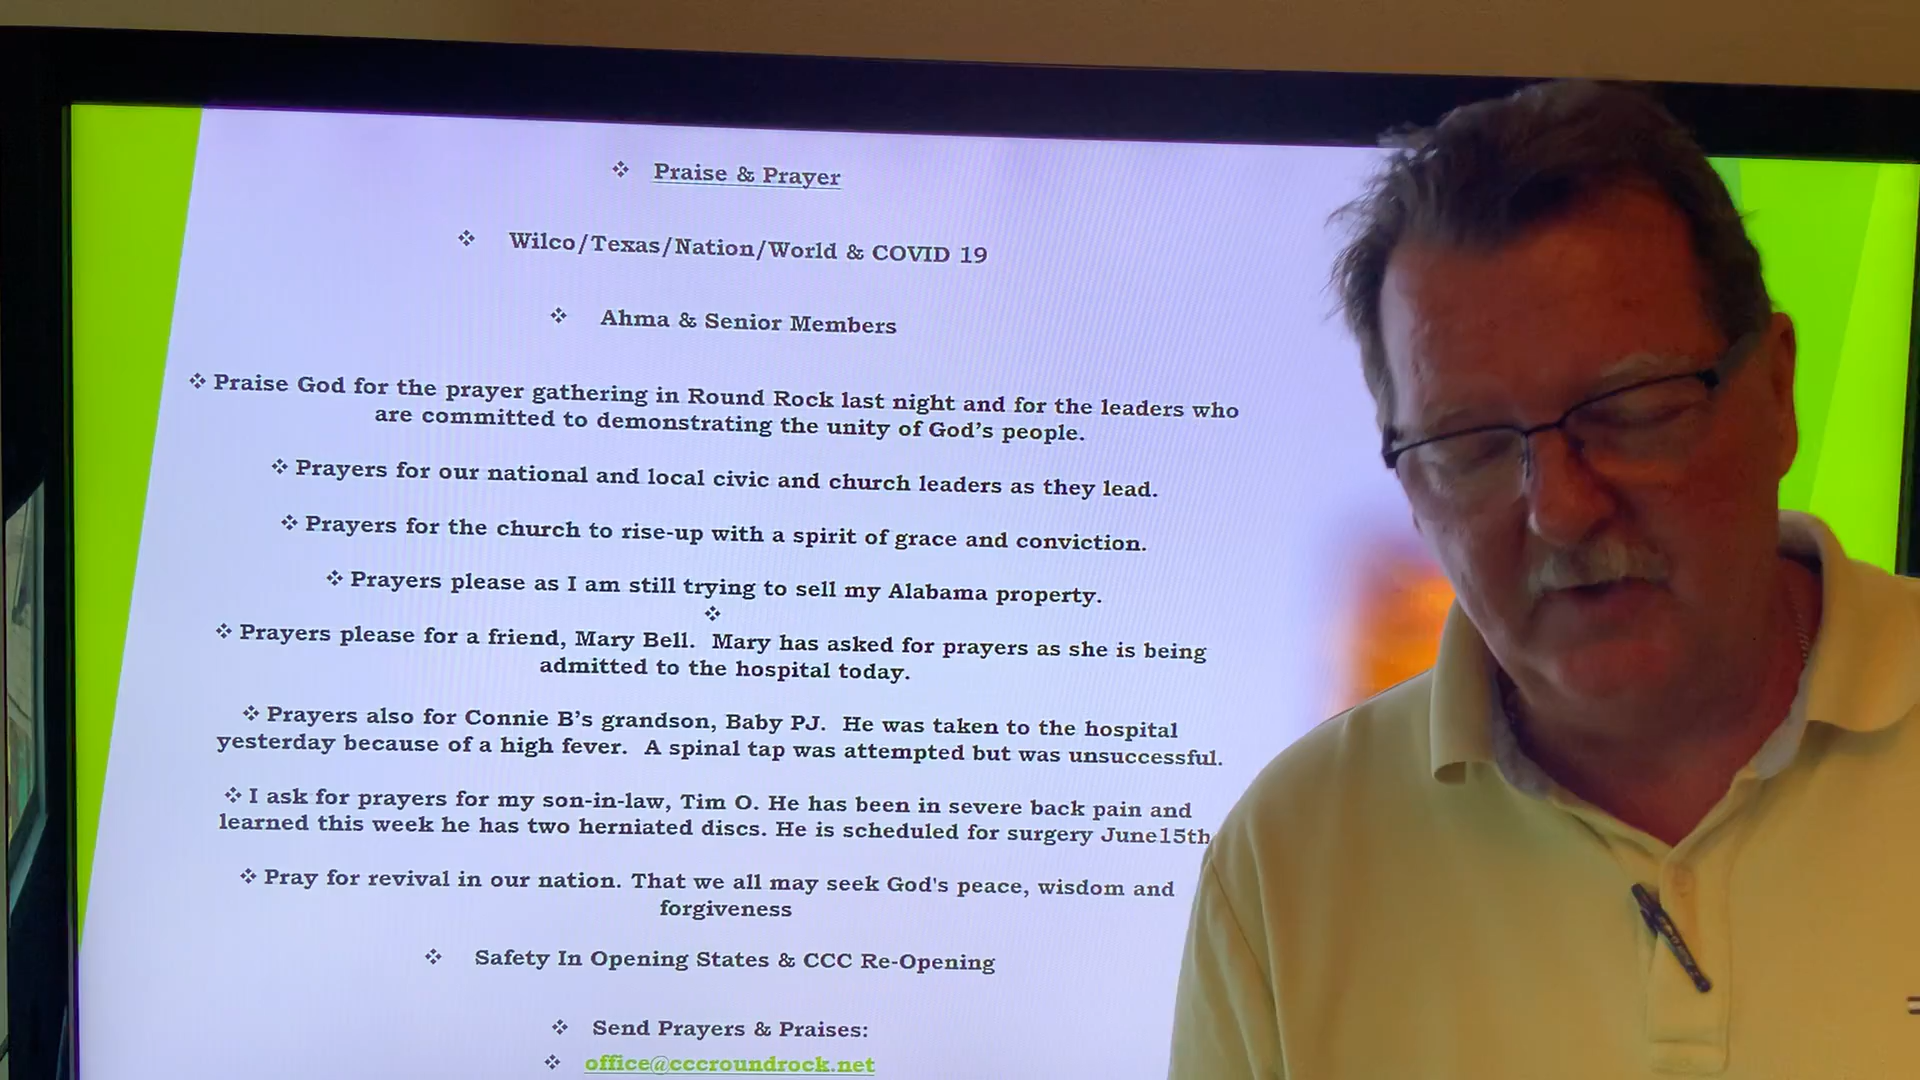 ❖ Praise & Prayer
❖ Wilco/Texas/Nation/World & COVID 19
❖ Ahma & Senior Members
❖ Praise God for the prayer gathering in Round Rock last night and for the leaders who
are committed to demonstrating the unity of God’s people.
❖ Prayers for our national and local civic and church leaders as they lead.
❖ Prayers for the church to rise-up with a spirit of grace and conviction.
❖ Prayers please as I am still trying to sell my Alabama property.
❖
❖ Prayers please for a friend, Mary Bell. Mary has asked for prayers as she is being
admitted to the hospital today.
❖ Prayers also for Connie B’s grandson, Baby PJ. He was taken to the hospital
yesterday because of a high fever. A spinal tap was attempted but was unsuccessful.
❖ I ask for prayers for my son-in-law, Tim O. He has been in severe back pain and
learned this week he has two herniated discs. He is scheduled for surgery June15th
❖ Pray for revival in our nation. That we all may seek God's peace, wisdom and
forgiveness
❖ Safety In Opening States & CCC Re-Opening
❖ Send Prayers & Praises:
❖ office@cccroundrock.net